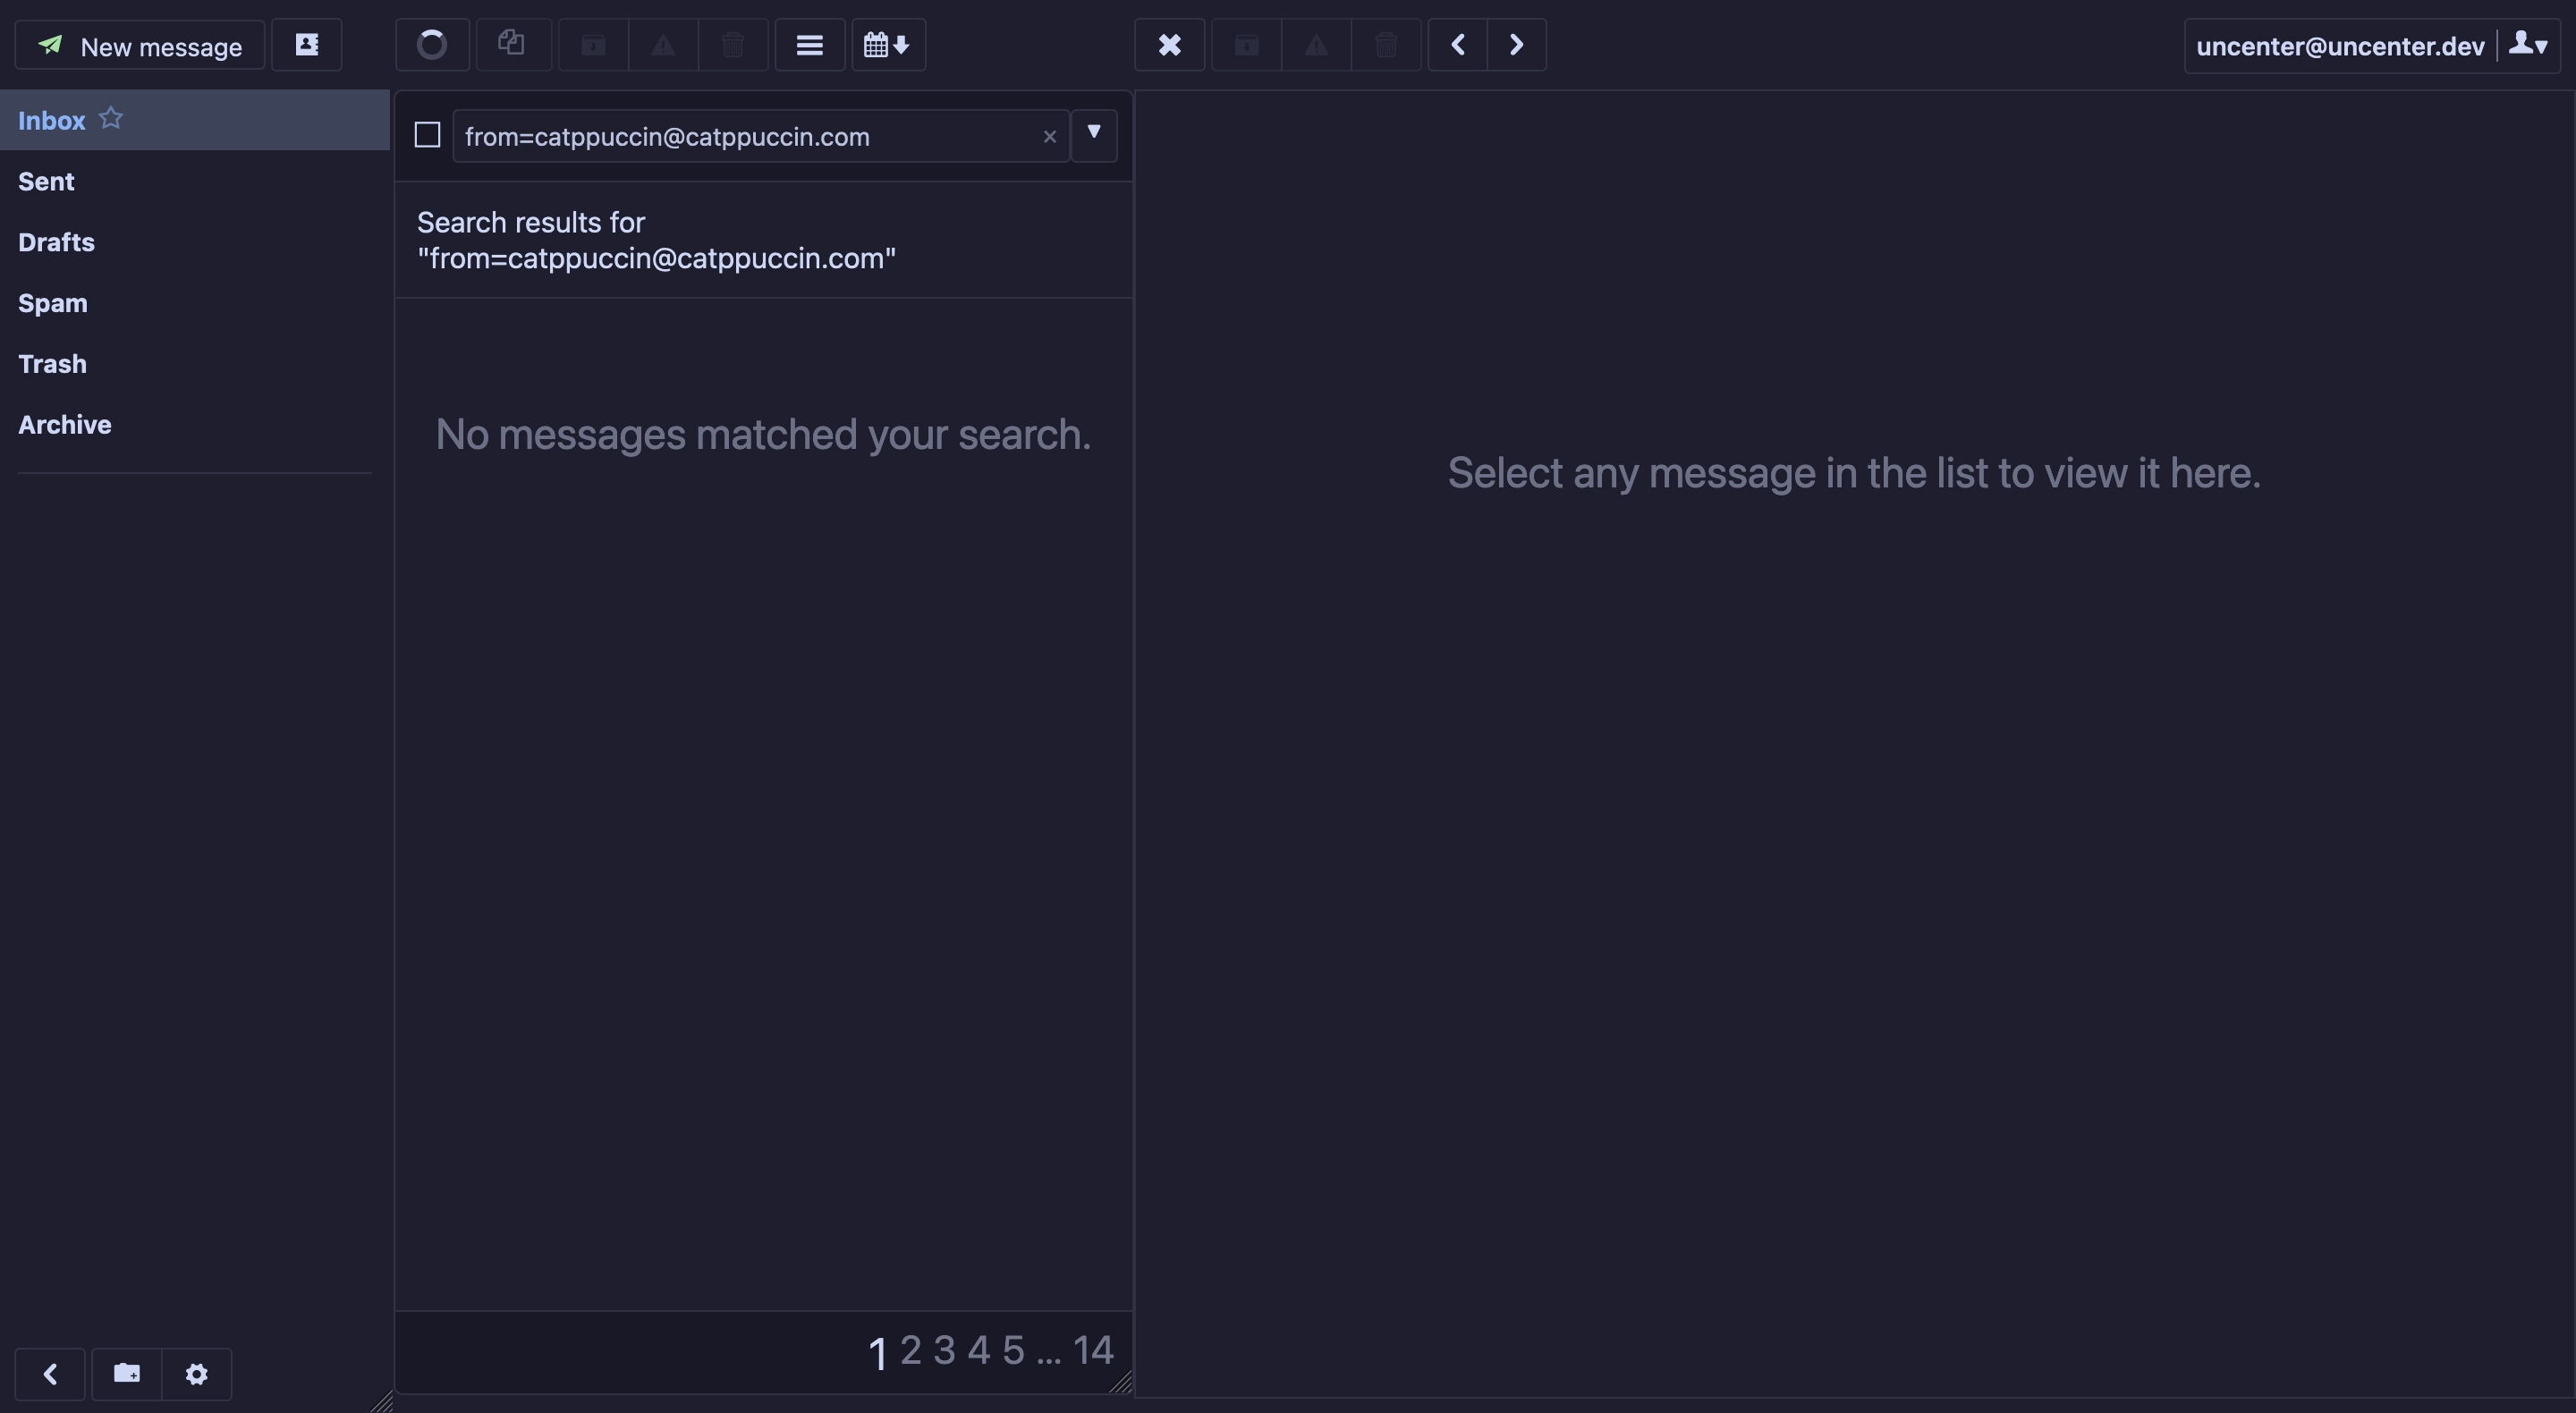 New message
uncenter@uncenter.dev
Inbox
Sent
Drafts
Spam
Trash
Archive
from=catppuccin@catppuccin.com
Search results for
"from=catppuccin@catppuccin.com"
No messages matched your search.
1 2 3 4 5 ... 14
Select any message in the list to view it here.